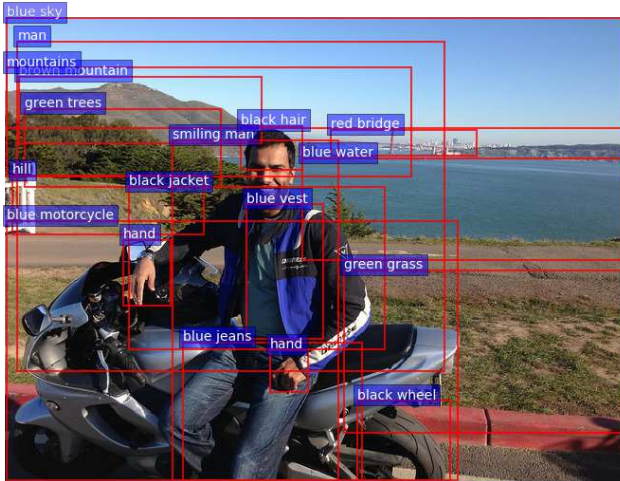 blue sky
man
mountains
brown mountain
green trees
black hair
red bridge
smiling man
blue water
hill]
black jacket
blue vest
blue motorcycle
hand
green grass
blue jeans
hand
black wheel